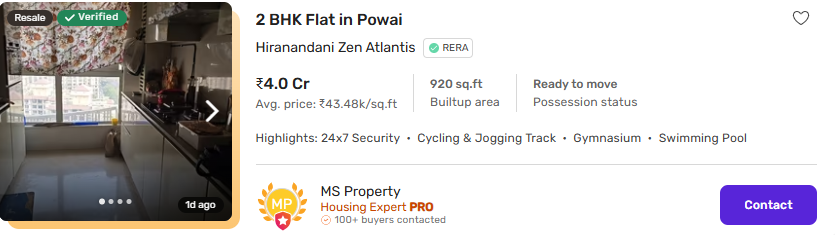 Resale
Verified
1d ago
2 BHK Flat in Powai
Hiranandani Zen Atlantis
RERA
₹4.0 Cr
Avg. price: ₹43.48k/sq.ft
920 sq.ft
Builtup area
Ready to move
Possession status
Highlights: 24x7 Security • Cycling & Jogging Track • Gymnasium • Swimming Pool
MP
MS Property
Housing Expert PRO
100+ buyers contacted
Contact